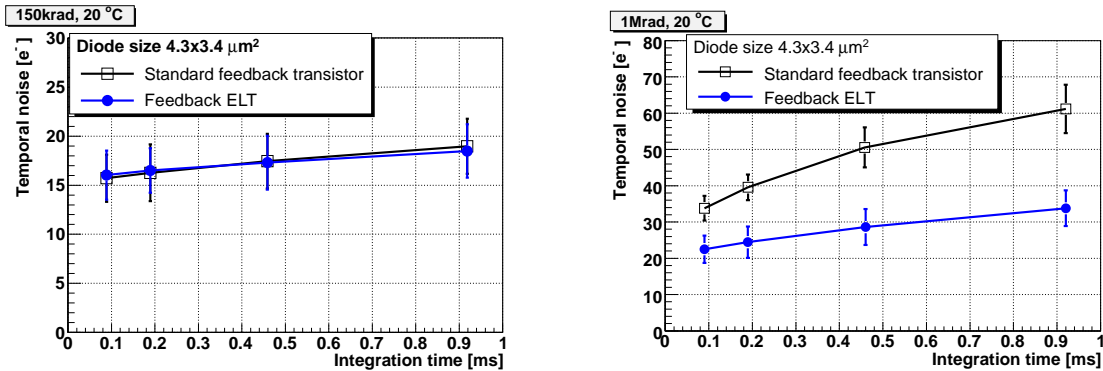 150krad, 20 °C
Temporal noise [e⁻]
30
25
20
15
10
5
0
Diode size 4.3x3.4 μm²
Standard feedback transistor
Feedback ELT
0 0.1 0.2 0.3 0.4 0.5 0.6 0.7 0.8 0.9 1
Integration time [ms]
1Mrad, 20 °C
Temporal noise [e⁻]
80
70
60
50
40
30
20
10
0
Diode size 4.3x3.4 μm²
Standard feedback transistor
Feedback ELT
0 0.1 0.2 0.3 0.4 0.5 0.6 0.7 0.8 0.9 1
Integration time [ms]